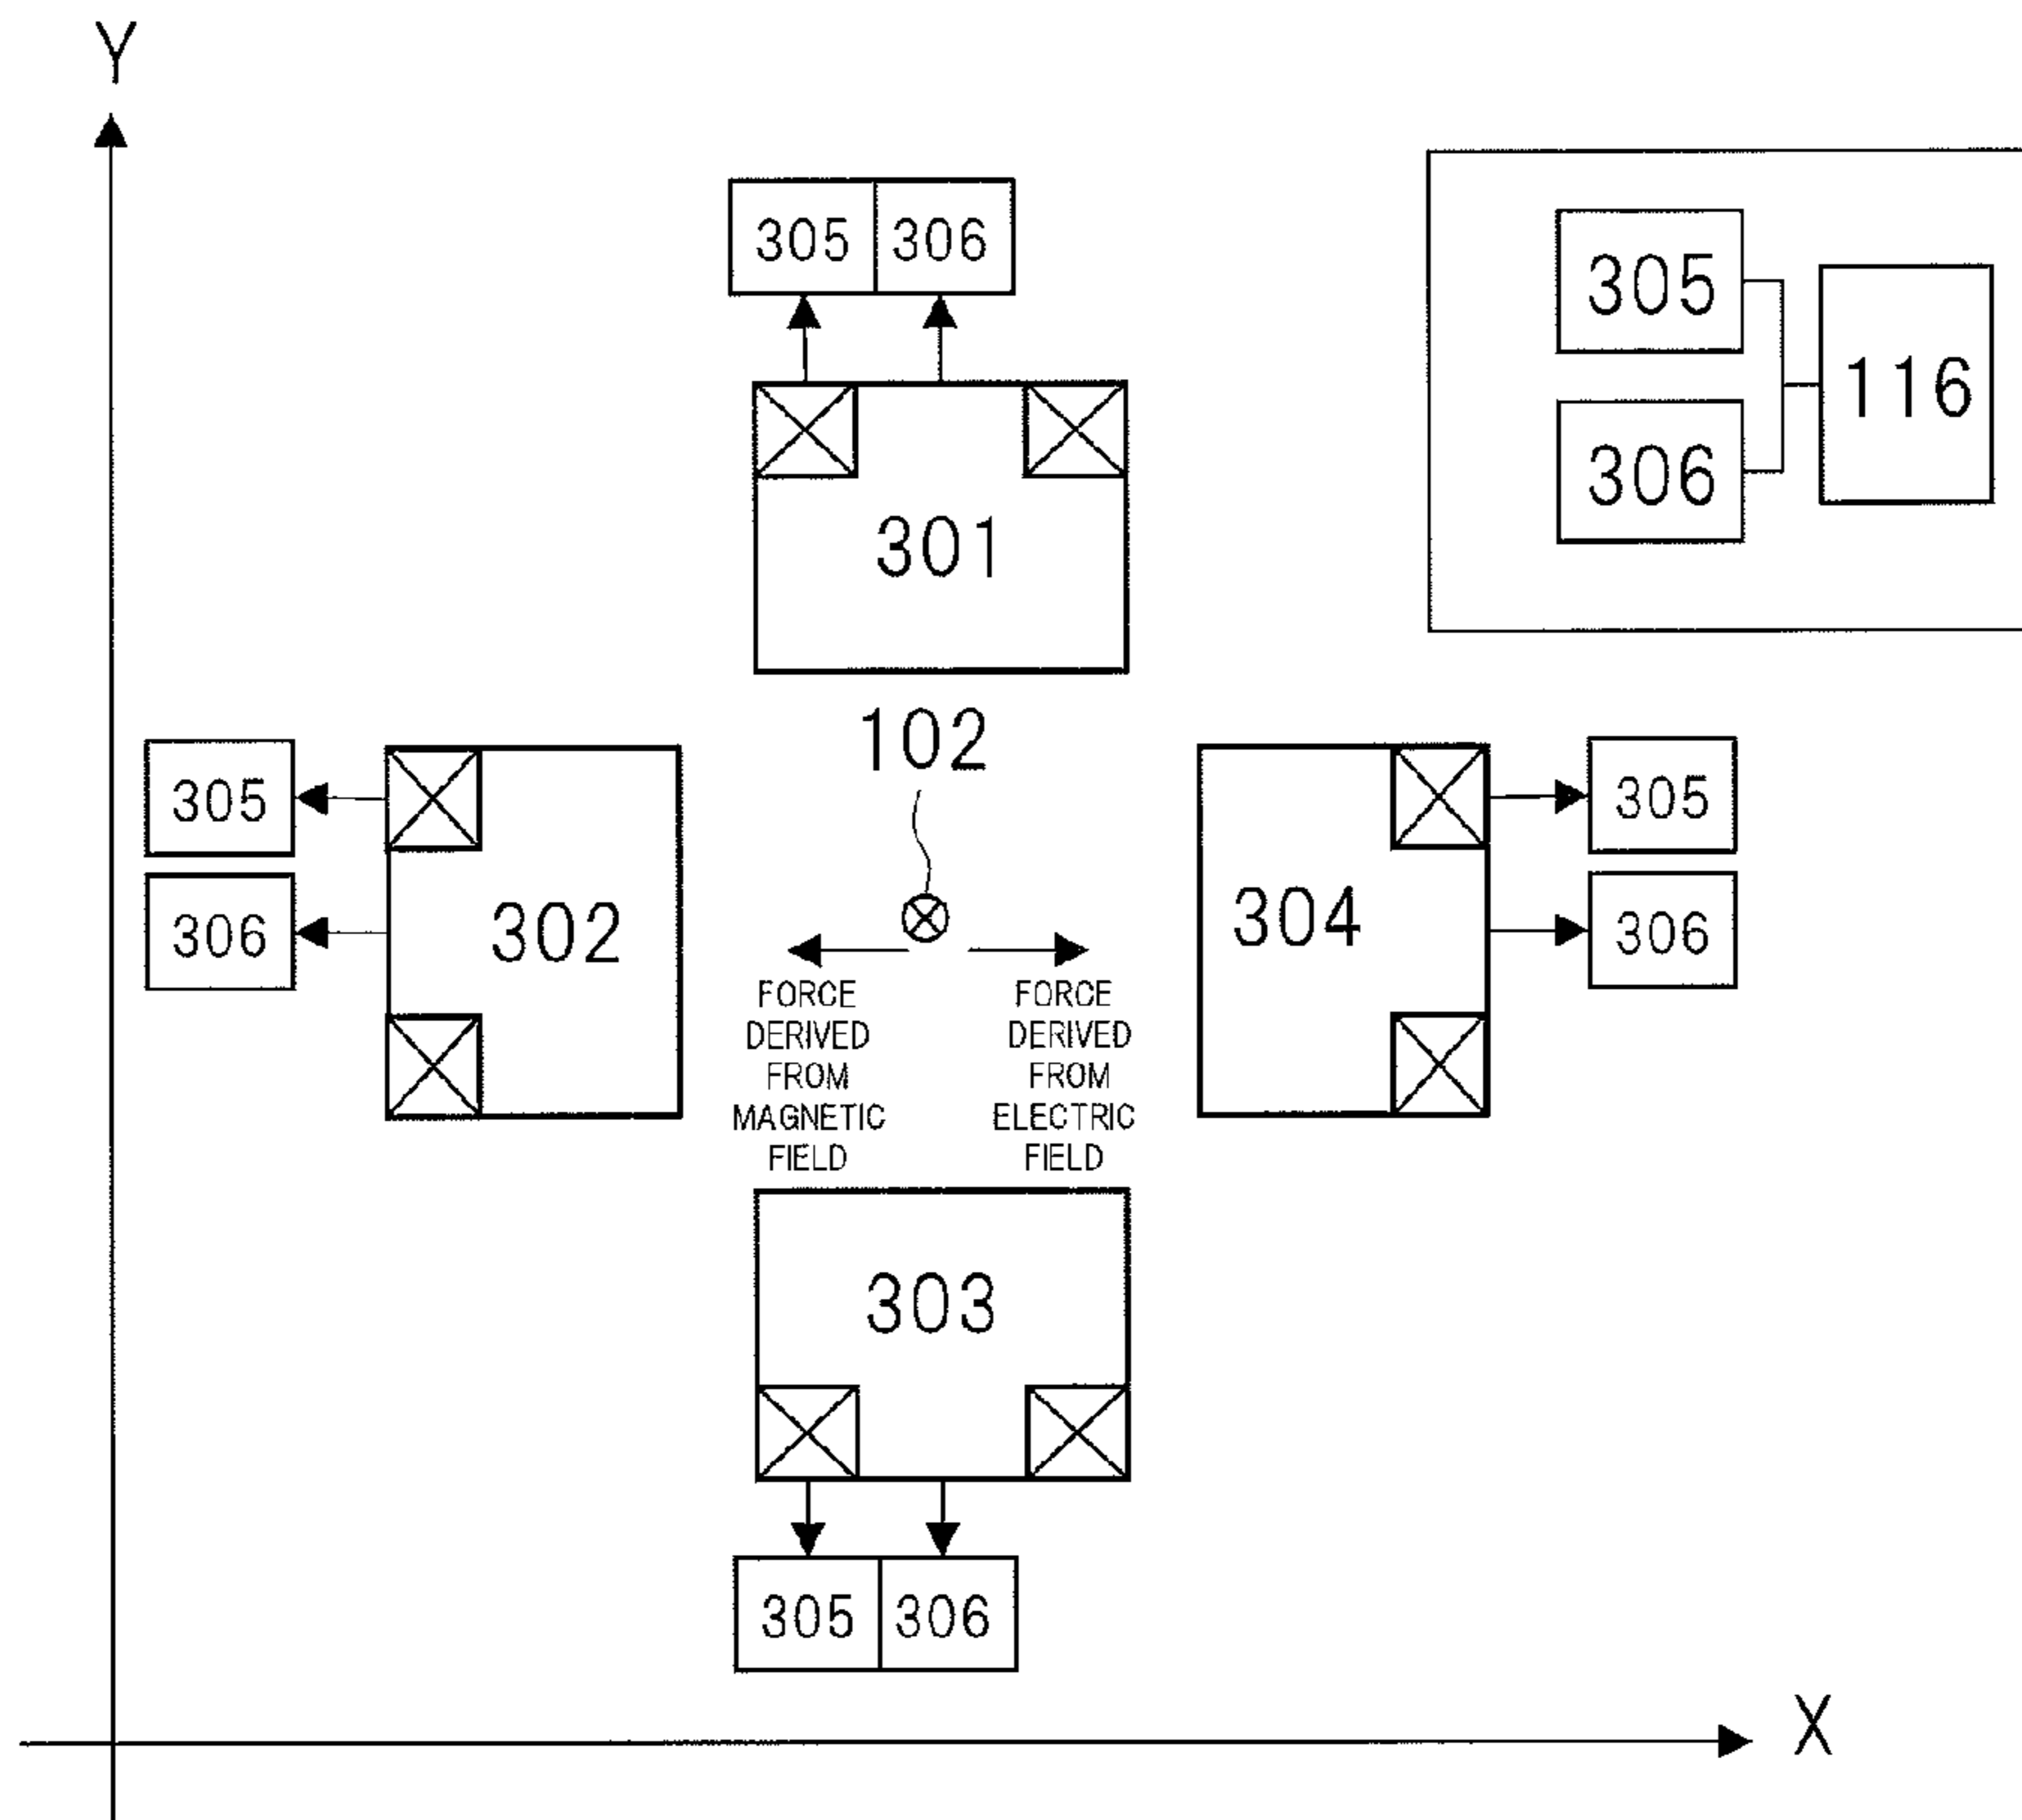 Y
305 306
305
116
306
301
102
305
302
306
304
305
306
FORCE
DERIVED
FROM
MAGNETIC
FIELD
FORCE
DERIVED
FROM
ELECTRIC
FIELD
303
305 306
X